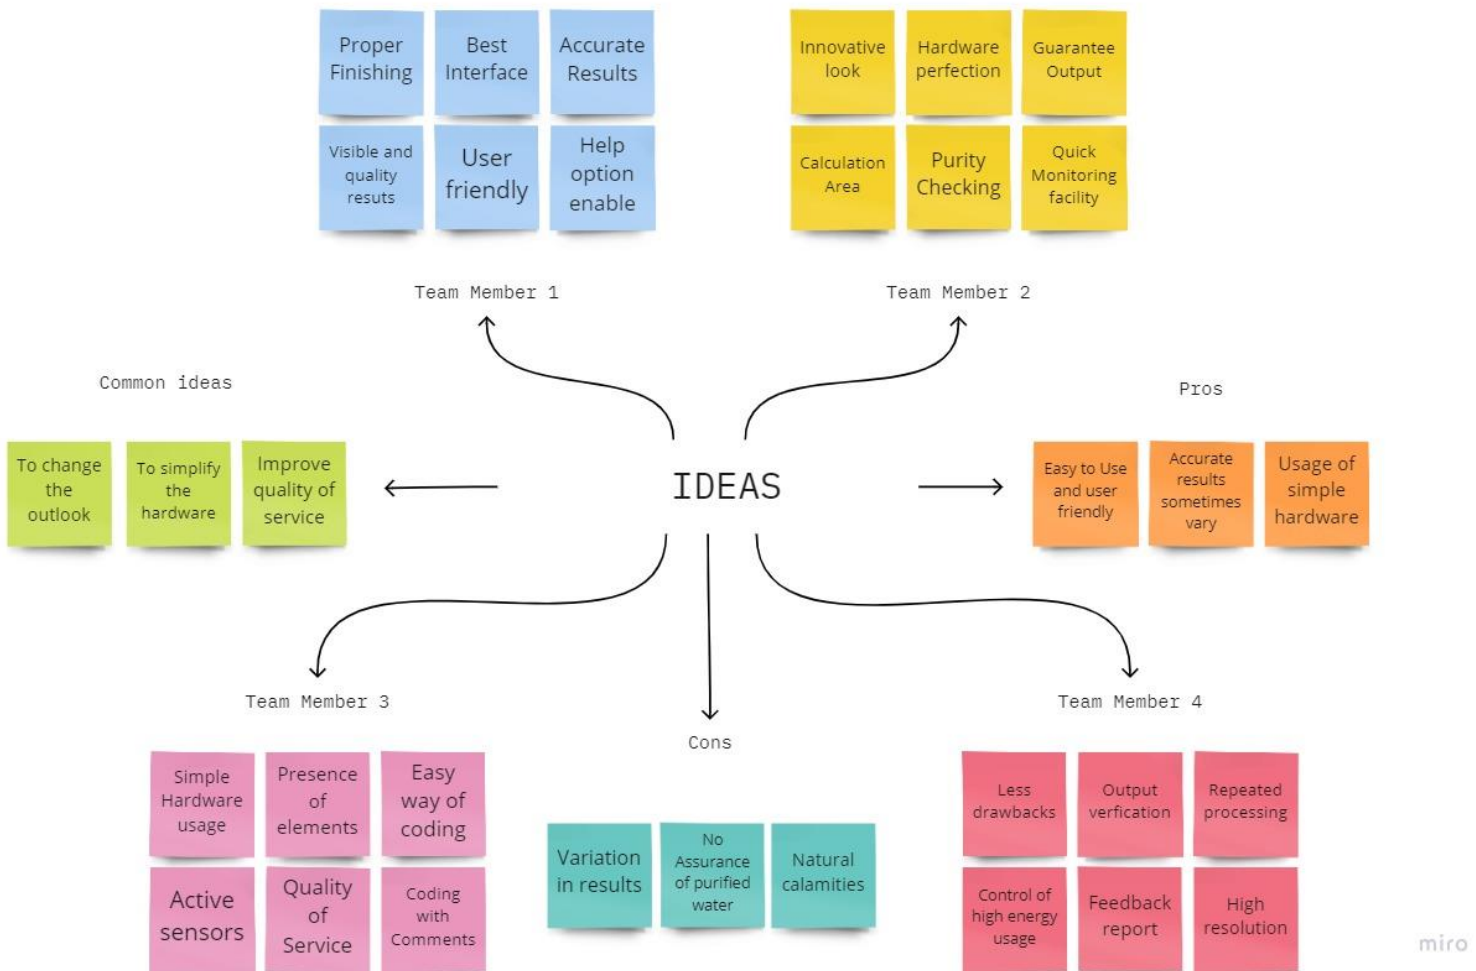 Proper
Finishing
Best
Interface
Accurate
Results
Visible and
quality
resuts
User
friendly
Help
option
enable
Team Member 1
Innovative
look
Hardware
perfection
Guarantee
Output
Calculation
Area
Purity
Checking
Quick
Monitoring
facility
Team Member 2
Common ideas
To change
the
outlook
To simplify
the
hardware
Improve
quality of
service
IDEAS
Pros
Easy to Use
and user
friendly
Accurate
results
sometimes
vary
Usage of
simple
hardware
Team Member 3
Simple
Hardware
usage
Presence
of
elements
Easy
way of
coding
Active
sensors
Quality
of
Service
Coding
with
Comments
Cons
Variation
in results
No
Assurance
of purified
water
Natural
calamities
Team Member 4
Less
drawbacks
Output
verfication
Repeated
processing
Control of
high energy
usage
Feedback
report
High
resolution
miro